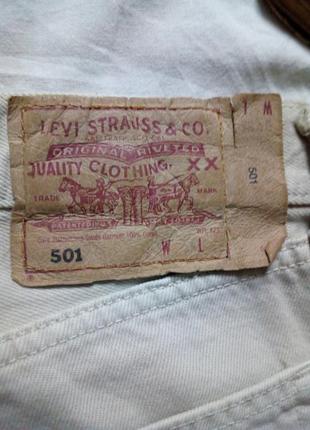 LEVI STRAUSS & CO.
ORIGINAL RIVETED
QUALITY CLOTHING. XX
TRADE MARK
501 W L
W L
501